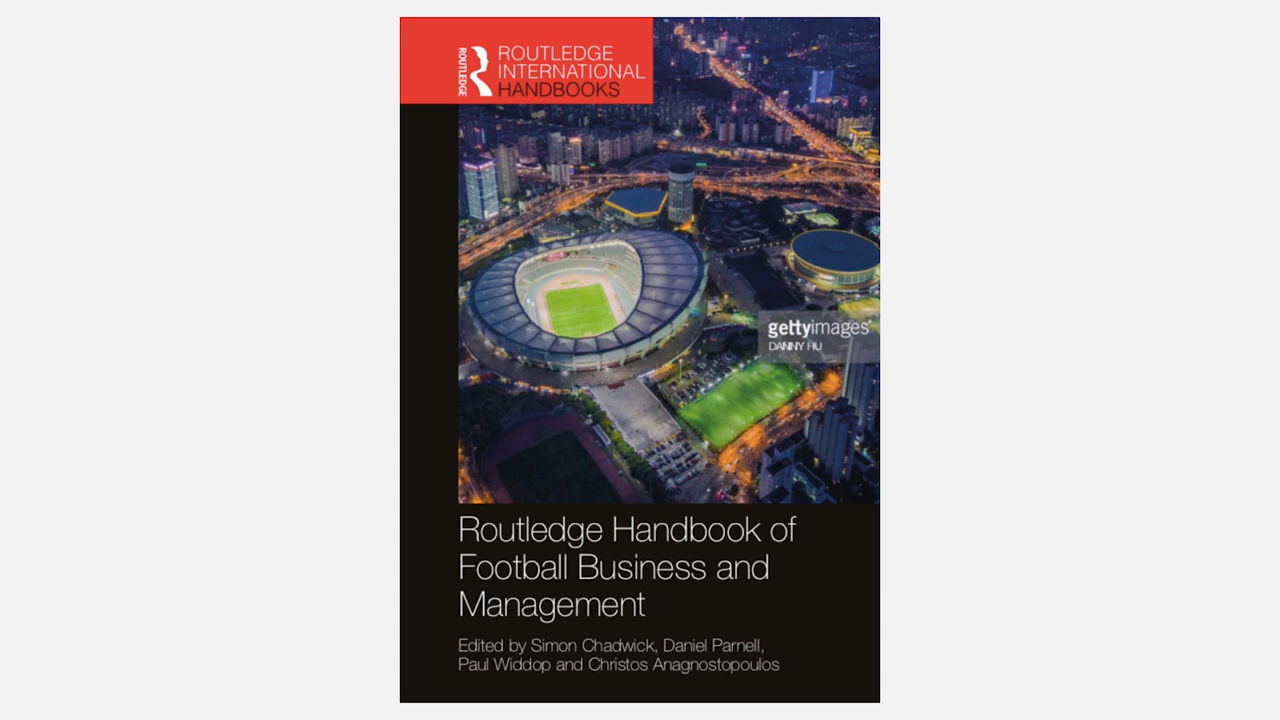 ROUTLEDGE
ROUTLEDGE
INTERNATIONAL
HANDBOOKS
gettyimages®
DANNY HU
Routledge Handbook of
Football Business and
Management
Edited by Simon Chadwick, Daniel Parnell,
Paul Widdop and Christos Anagnostopoulos